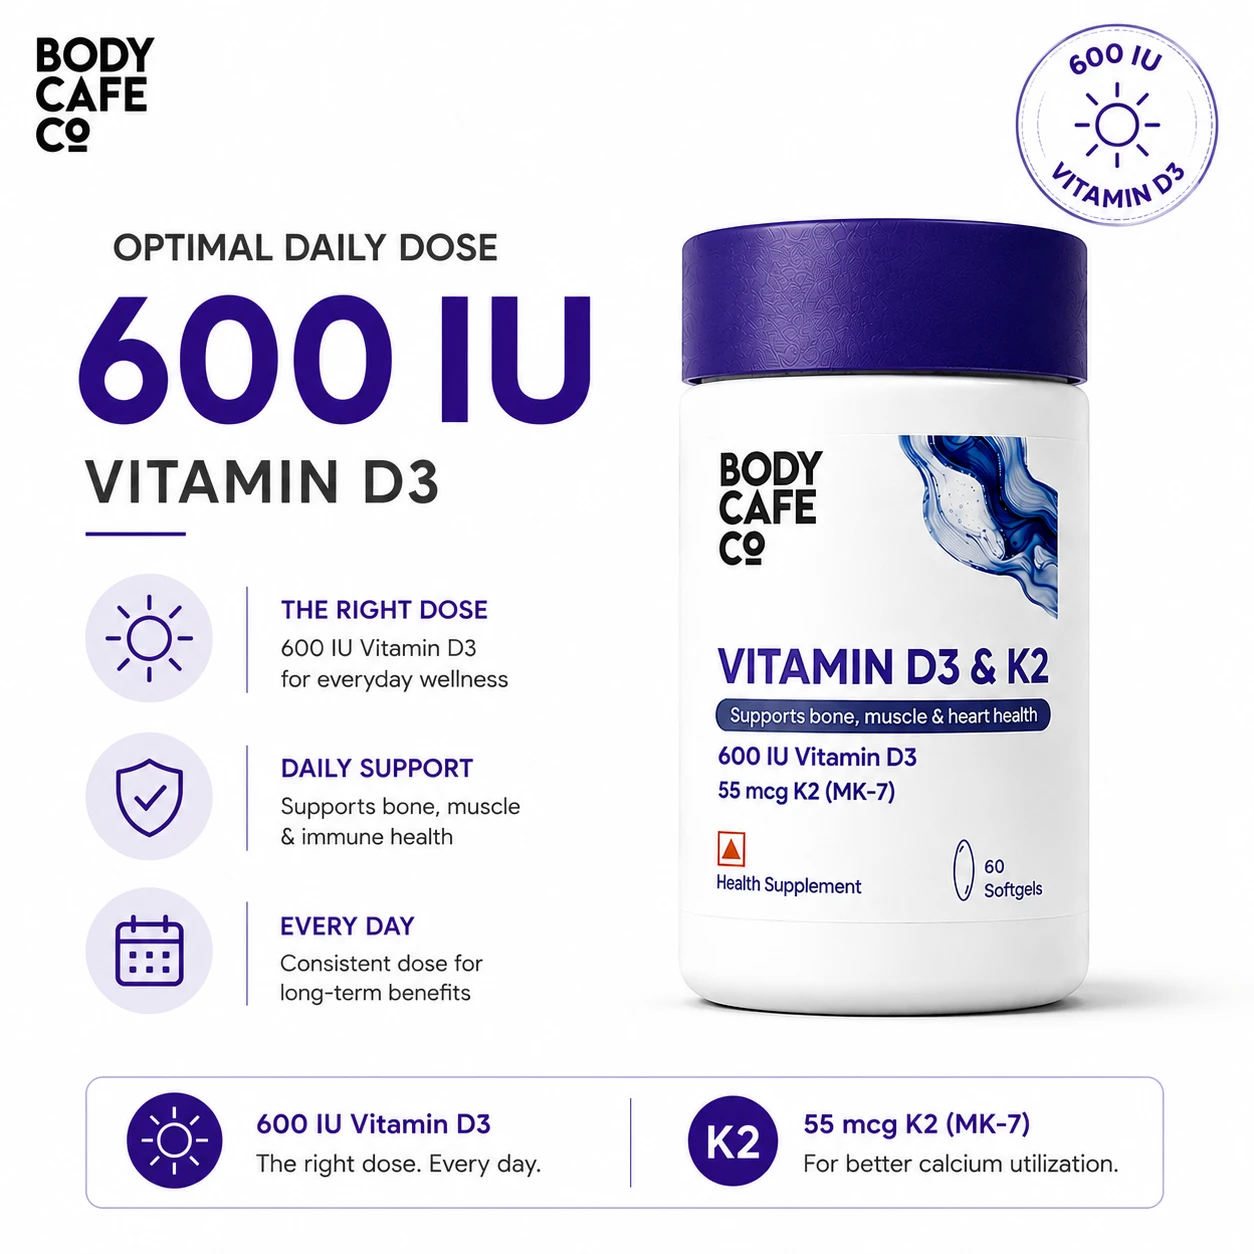 BODY
CAFE
Co
600 IU
VITAMIN D3
OPTIMAL DAILY DOSE
600 IU
VITAMIN D3
THE RIGHT DOSE
600 IU Vitamin D3
for everyday wellness
DAILY SUPPORT
Supports bone, muscle
& immune health
EVERY DAY
Consistent dose for
long-term benefits
BODY
CAFE
Co
VITAMIN D3 & K2
Supports bone, muscle & heart health
600 IU Vitamin D3
55 mcg K2 (MK-7)
Health Supplement
60
Softgels
600 IU Vitamin D3
The right dose. Every day.
K2
55 mcg K2 (MK-7)
For better calcium utilization.